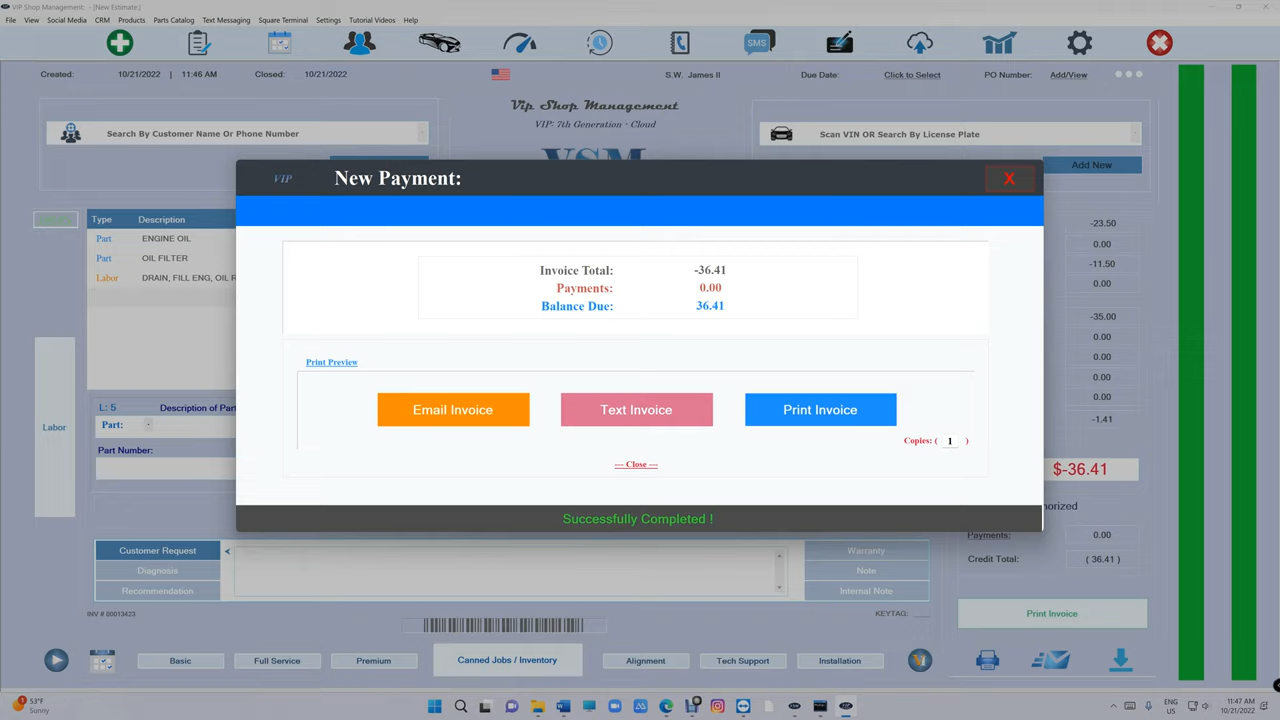 VIP Shop Management. - [New Estimate.]
File View Social Media CRM Products Parts Catalog Text Messaging Square Terminal Settings Tutorial Videos Help
SMS
Created: 10/21/2022 | 11:46 AM Closed: 10/21/2022 S.W. James II Due Date: Click to Select PO Number: Add/View
Vip Shop Management
VIP: 7th Generation - Cloud
VSM
Search By Customer Name Or Phone Number
Scan VIN OR Search By License Plate
Add New
VIP New Payment: X
Type Description
Part ENGINE OIL
Part OIL FILTER
Labor DRAIN, FILL ENG, OIL R
-23.50
0.00
-11.50
0.00
-35.00
0.00
0.00
0.00
0.00
-1.41
Invoice Total: -36.41
Payments: 0.00
Balance Due: 36.41
Print Preview
Email Invoice Text Invoice Print Invoice
Copies: ( 1 )
--- Close ---
Successfully Completed !
L: 5 Description of Part
Part:
Labor
Part Number:
$-36.41
horized
Payments: 0.00
Credit Total: ( 36.41 )
Customer Request
Diagnosis
Recommendation
Warranty
Note
Internal Note
INV # 00013423
KEYTAG: ____
Print Invoice
Basic Full Service Premium Canned Jobs / Inventory Alignment Tech Support Installation
53°F
Sunny
ENG
US
11:47 AM
10/21/2022